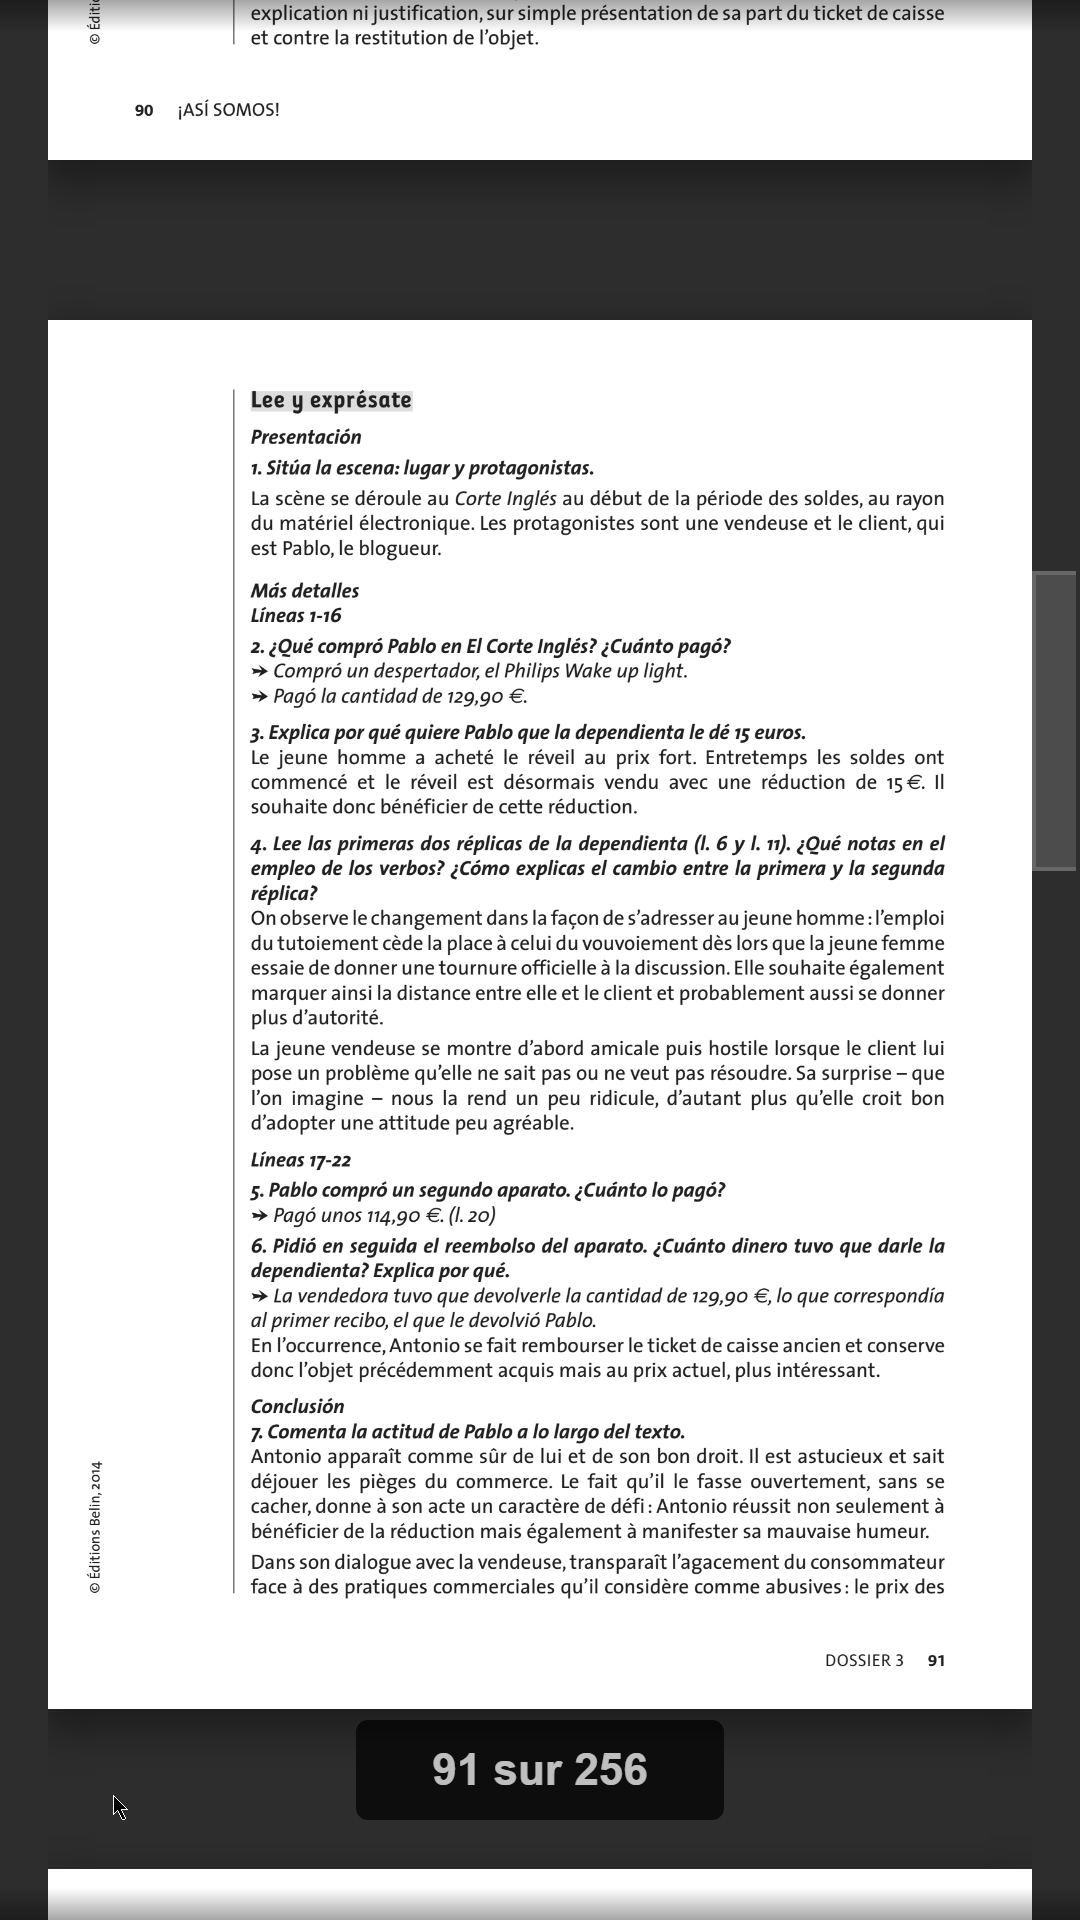 explication ni justification, sur simple présentation de sa part du ticket de caisse
et contre la restitution de l'objet.
© Éditio
90 ¡ASÍ SOMOS!
Lee y exprésate
Presentación
1. Sitúa la escena: lugar y protagonistas.
La scène se déroule au Corte Inglés au début de la période des soldes, au rayon
du matériel électronique. Les protagonistes sont une vendeuse et le client, qui
est Pablo, le blogueur.
Más detalles
Líneas 1-16
2. ¿Qué compró Pablo en El Corte Inglés? ¿Cuánto pagó?
➳ Compró un despertador, el Philips Wake up light.
➳ Pagó la cantidad de 129,90 €.
3. Explica por qué quiere Pablo que la dependienta le dé 15 euros.
Le jeune homme a acheté le réveil au prix fort. Entretemps les soldes ont
commencé et le réveil est désormais vendu avec une réduction de 15 €. Il
souhaite donc bénéficier de cette réduction.
4. Lee las primeras dos réplicas de la dependienta (l. 6 y l. 11). ¿Qué notas en el
empleo de los verbos? ¿Cómo explicas el cambio entre la primera y la segunda
réplica?
On observe le changement dans la façon de s'adresser au jeune homme : l'emploi
du tutoiement cède la place à celui du vouvoiement dès lors que la jeune femme
essaie de donner une tournure officielle à la discussion. Elle souhaite également
marquer ainsi la distance entre elle et le client et probablement aussi se donner
plus d'autorité.
La jeune vendeuse se montre d'abord amicale puis hostile lorsque le client lui
pose un problème qu'elle ne sait pas ou ne veut pas résoudre. Sa surprise – que
l'on imagine – nous la rend un peu ridicule, d'autant plus qu'elle croit bon
d'adopter une attitude peu agréable.
Líneas 17-22
5. Pablo compró un segundo aparato. ¿Cuánto lo pagó?
➳ Pagó unos 114,90 €. (l. 20)
6. Pidió en seguida el reembolso del aparato. ¿Cuánto dinero tuvo que darle la
dependienta? Explica por qué.
➳ La vendedora tuvo que devolverle la cantidad de 129,90 €, lo que correspondía
al primer recibo, el que le devolvió Pablo.
En l'occurrence, Antonio se fait rembourser le ticket de caisse ancien et conserve
donc l'objet précédemment acquis mais au prix actuel, plus intéressant.
Conclusión
7. Comenta la actitud de Pablo a lo largo del texto.
Antonio apparaît comme sûr de lui et de son bon droit. Il est astucieux et sait
déjouer les pièges du commerce. Le fait qu'il le fasse ouvertement, sans se
cacher, donne à son acte un caractère de défi : Antonio réussit non seulement à
bénéficier de la réduction mais également à manifester sa mauvaise humeur.
Dans son dialogue avec la vendeuse, transparaît l'agacement du consommateur
face à des pratiques commerciales qu'il considère comme abusives : le prix des
© Éditions Belin, 2014
DOSSIER 3 91
91 sur 256